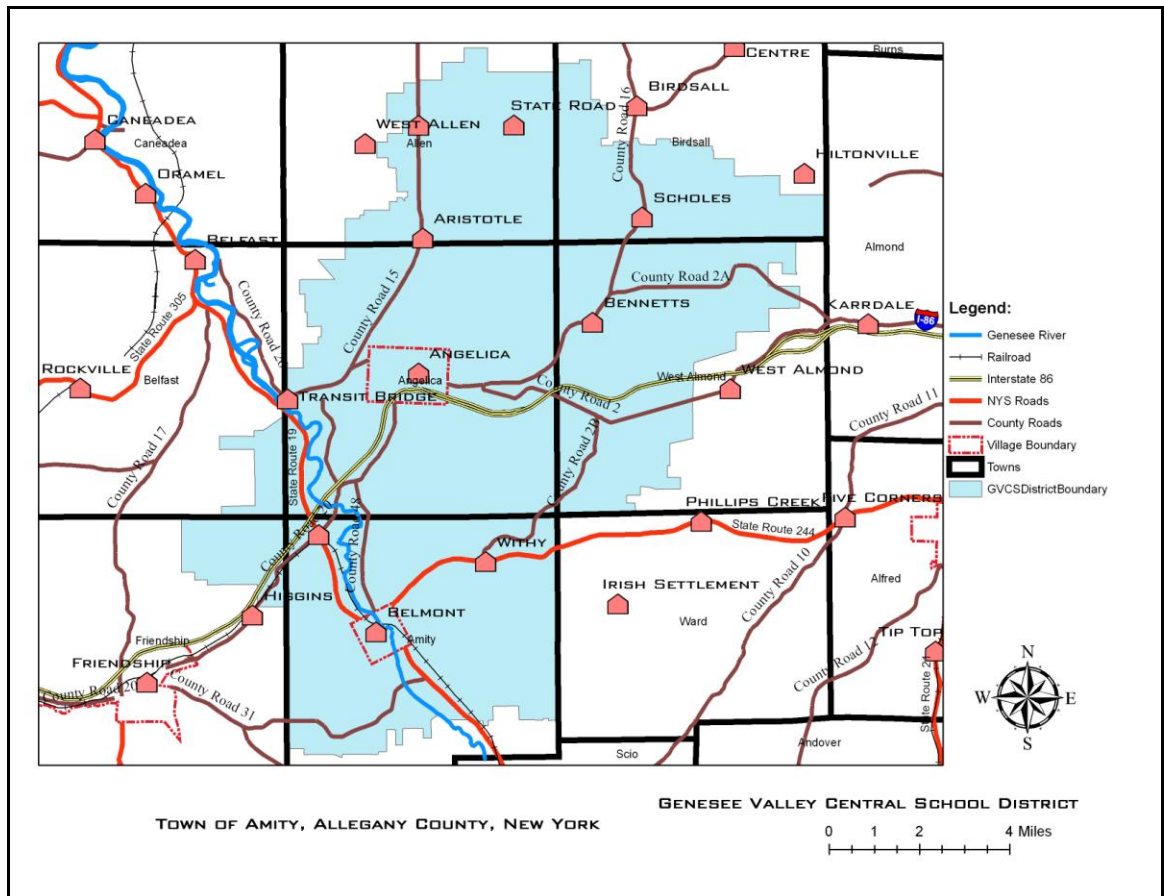 CENTRE
Burns
BIRDSALL
County Road 16
STATE ROAD
WEST ALLEN
Allen
CANEADEA
Caneadea
Birdsall
HILTONVILLE
ORAMEL
SCHOLES
ARISTOTLE
BELFAST
Almond
County Road 2A
County Road 15
State Route 305
BENNETTS
KARRDALE
I-86
ANGELICA
Angelica
ROCKVILLE
Belfast
West Almond
WEST ALMOND
TRANSIT BRIDGE
County Road 2
County Road 11
County Road 17
State Route 19
County Road 2B
PHILLIPS CREEK
FIVE CORNERS
State Route 244
County Road 48
WITHY
County Road 10
IRISH SETTLEMENT
Alfred
HIGGINS
BELMONT
Ward
Amity
Friendship
TIP TOP
FRIENDSHIP
County Road 20
County Road 31
County Road 12
State Route 21
Andover
Scio
Legend:
Genesee River
Railroad
Interstate 86
NYS Roads
County Roads
Village Boundary
Towns
GVCSDistrictBoundary
N
W
E
S
GENESEE VALLEY CENTRAL SCHOOL DISTRICT
TOWN OF AMITY, ALLEGANY COUNTY, NEW YORK
0 1 2 4 Miles